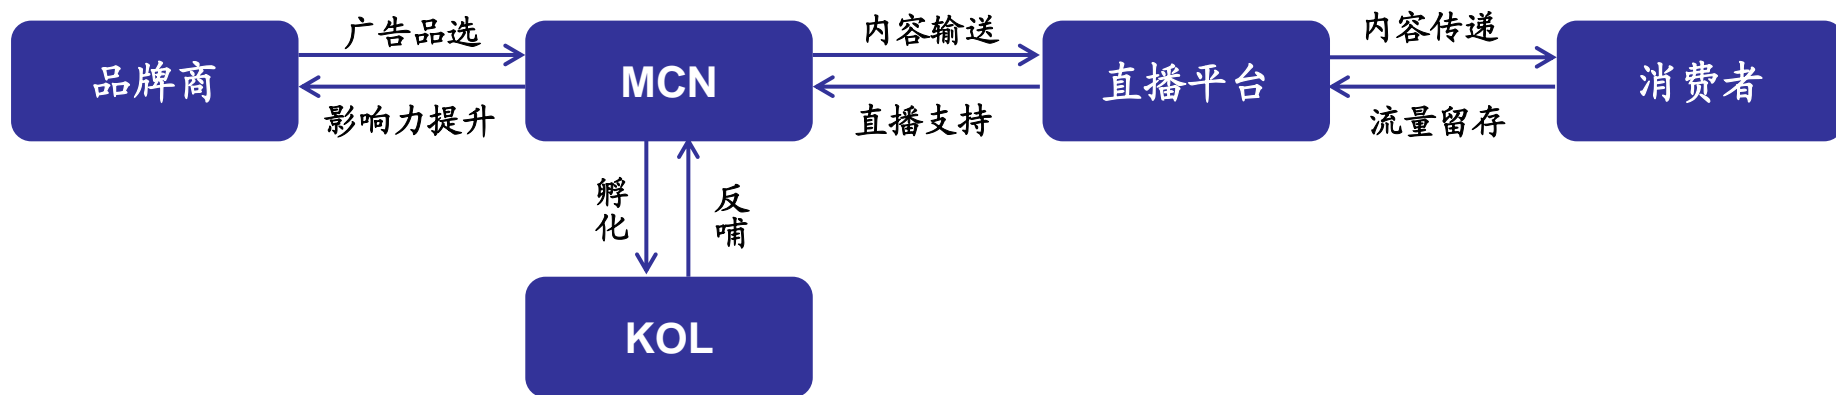 广告品选
内容输送
内容传递
品牌商
MCN
直播平台
消费者
影响力提升
直播支持
流量留存
孵化
反哺
KOL